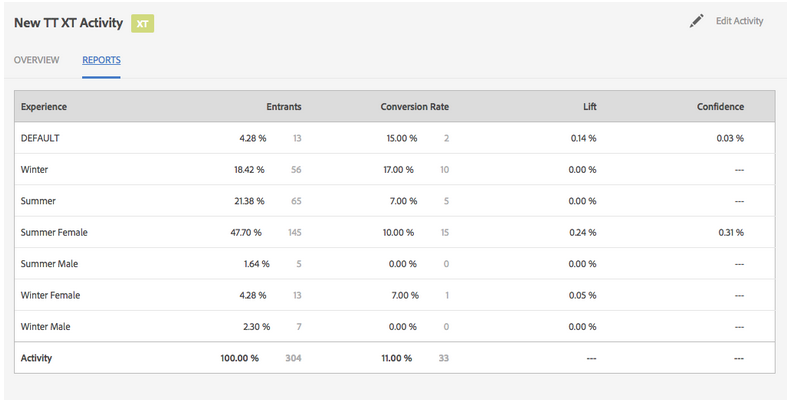 New TT XT Activity XT Edit Activity
OVERVIEW REPORTS
Experience Entrants Conversion Rate Lift Confidence
DEFAULT 4.28 % 13 15.00 % 2 0.14 % 0.03 %
Winter 18.42 % 56 17.00 % 10 0.00 % ---
Summer 21.38 % 65 7.00 % 5 0.00 % ---
Summer Female 47.70 % 145 10.00 % 15 0.24 % 0.31 %
Summer Male 1.64 % 5 0.00 % 0 0.00 % ---
Winter Female 4.28 % 13 7.00 % 1 0.05 % ---
Winter Male 2.30 % 7 0.00 % 0 0.00 % ---
Activity 100.00 % 304 11.00 % 33 --- ---